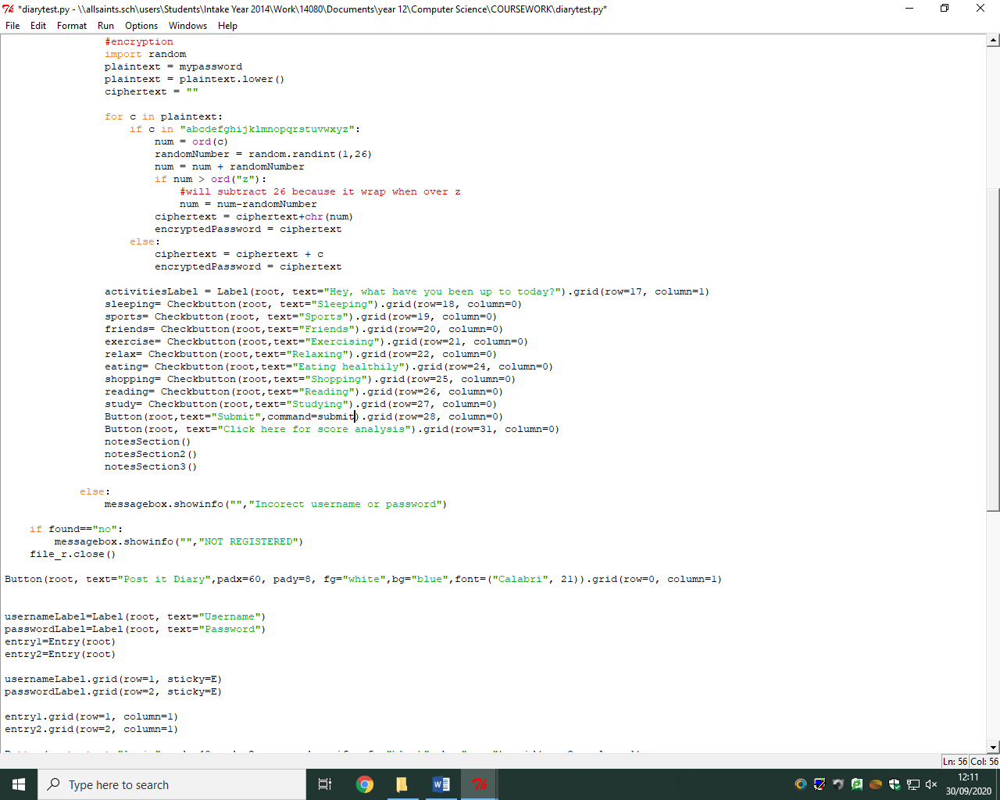 *diarytest.py - \\allsaints.sch\users\Students\Intake Year 2014\Work\14080\Documents\year 12\Computer Science\COURSEWORK\diarytest.py*
File Edit Format Run Options Windows Help
#encryption
import random
plaintext = mypassword
plaintext = plaintext.lower()
ciphertext = ""
for c in plaintext:
if c in "abcdefghijklmnopqrstuvwxyz":
num = ord(c)
randomNumber = random.randint(1,26)
num = num + randomNumber
if num > ord("z"):
#will subtract 26 because it wrap when over z
num = num-randomNumber
ciphertext = ciphertext+chr(num)
encryptedPassword = ciphertext
else:
ciphertext = ciphertext + c
encryptedPassword = ciphertext
activitiesLabel = Label(root, text="Hey, what have you been up to today?").grid(row=17, column=1)
sleeping= Checkbutton(root, text="Sleeping").grid(row=18, column=0)
sports= Checkbutton(root, text="Sports").grid(row=19, column=0)
friends= Checkbutton(root,text="Friends").grid(row=20, column=0)
exercise= Checkbutton(root,text="Exercising").grid(row=21, column=0)
relax= Checkbutton(root,text="Relaxing").grid(row=22, column=0)
eating= Checkbutton(root,text="Eating healthily").grid(row=24, column=0)
shopping= Checkbutton(root,text="Shopping").grid(row=25, column=0)
reading= Checkbutton(root,text="Reading").grid(row=26, column=0)
study= Checkbutton(root,text="Studying").grid(row=27, column=0)
Button(root,text="Submit",command=submit).grid(row=28, column=0)
Button(root, text="Click here for score analysis").grid(row=31, column=0)
notesSection()
notesSection2()
notesSection3()
else:
messagebox.showinfo("","Incorect username or password")
if found=="no":
messagebox.showinfo("","NOT REGISTERED")
file_r.close()
Button(root, text="Post it Diary",padx=60, pady=8, fg="white",bg="blue",font=("Calabri", 21)).grid(row=0, column=1)
usernameLabel=Label(root, text="Username")
passwordLabel=Label(root, text="Password")
entry1=Entry(root)
entry2=Entry(root)
usernameLabel.grid(row=1, sticky=E)
passwordLabel.grid(row=2, sticky=E)
entry1.grid(row=1, column=1)
entry2.grid(row=2, column=1)
Ln: 56 Col: 56
Type here to search
12:11
30/09/2020